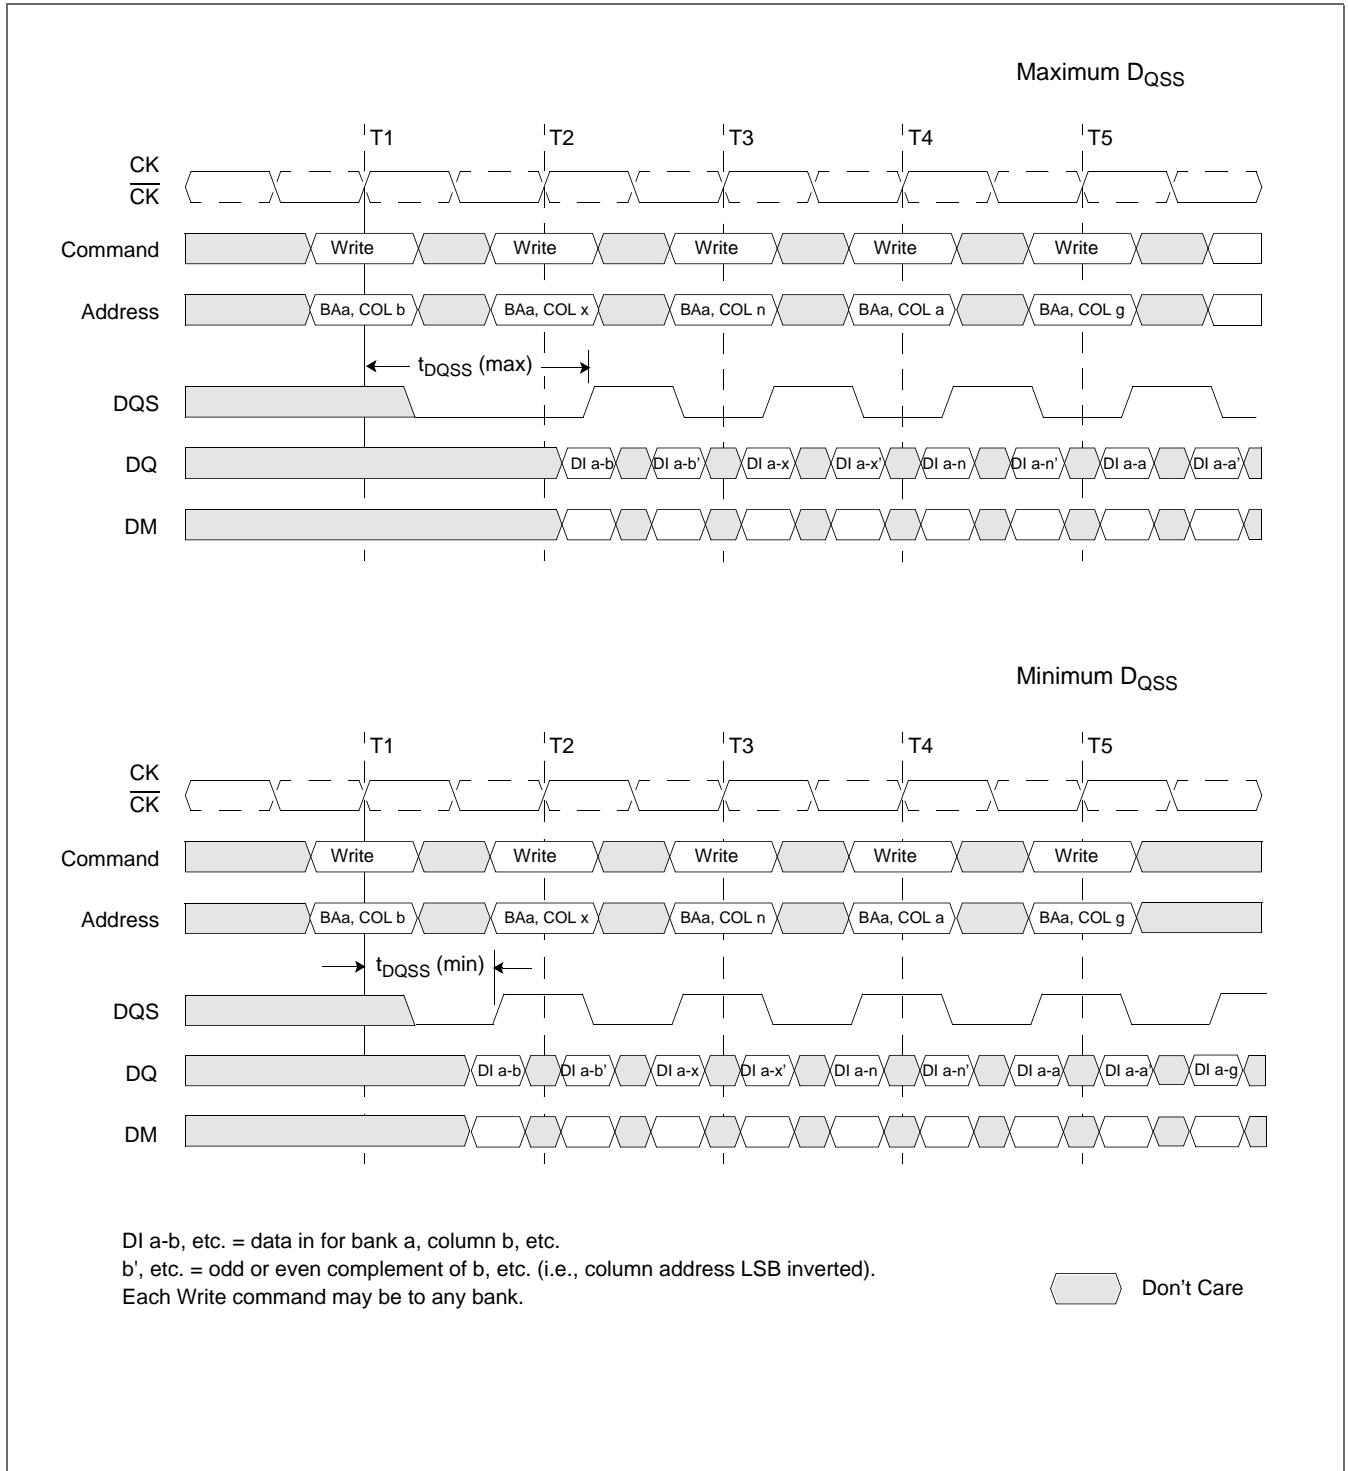 Maximum DQSS
T1 T2 T3 T4 T5
CK
CK
Command Write Write Write Write Write
Address BAa, COL b BAa, COL x BAa, COL n BAa, COL a BAa, COL g
tDQSS (max)
DQS
DQ DI a-b DI a-b' DI a-x DI a-x' DI a-n DI a-n' DI a-a DI a-a'
DM
Minimum DQSS
T1 T2 T3 T4 T5
CK
CK
Command Write Write Write Write Write
Address BAa, COL b BAa, COL x BAa, COL n BAa, COL a BAa, COL g
tDQSS (min)
DQS
DQ DI a-b DI a-b' DI a-x DI a-x' DI a-n DI a-n' DI a-a DI a-a' DI a-g
DM
DI a-b, etc. = data in for bank a, column b, etc.
b', etc. = odd or even complement of b, etc. (i.e., column address LSB inverted).
Each Write command may be to any bank.
Don't Care